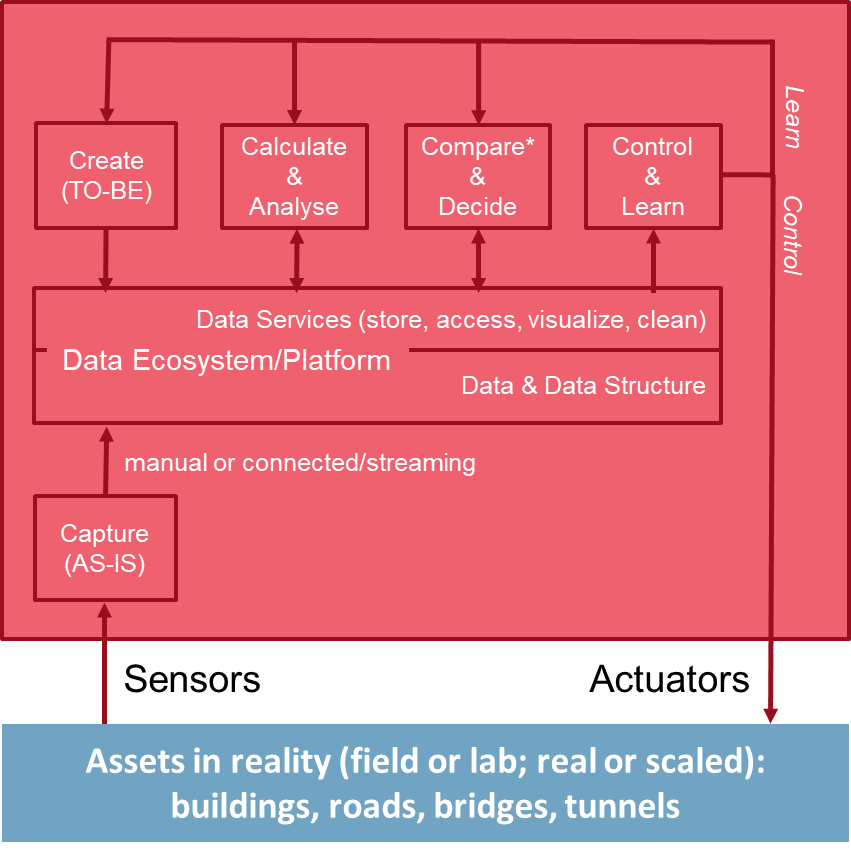 Learn
Create
(TO-BE)
Calculate
&
Analyse
Compare*
&
Decide
Control
&
Learn
Control
Data Services (store, access, visualize, clean)
Data Ecosystem/Platform
Data & Data Structure
manual or connected/streaming
Capture
(AS-IS)
Sensors
Actuators
Assets in reality (field or lab; real or scaled):
buildings, roads, bridges, tunnels